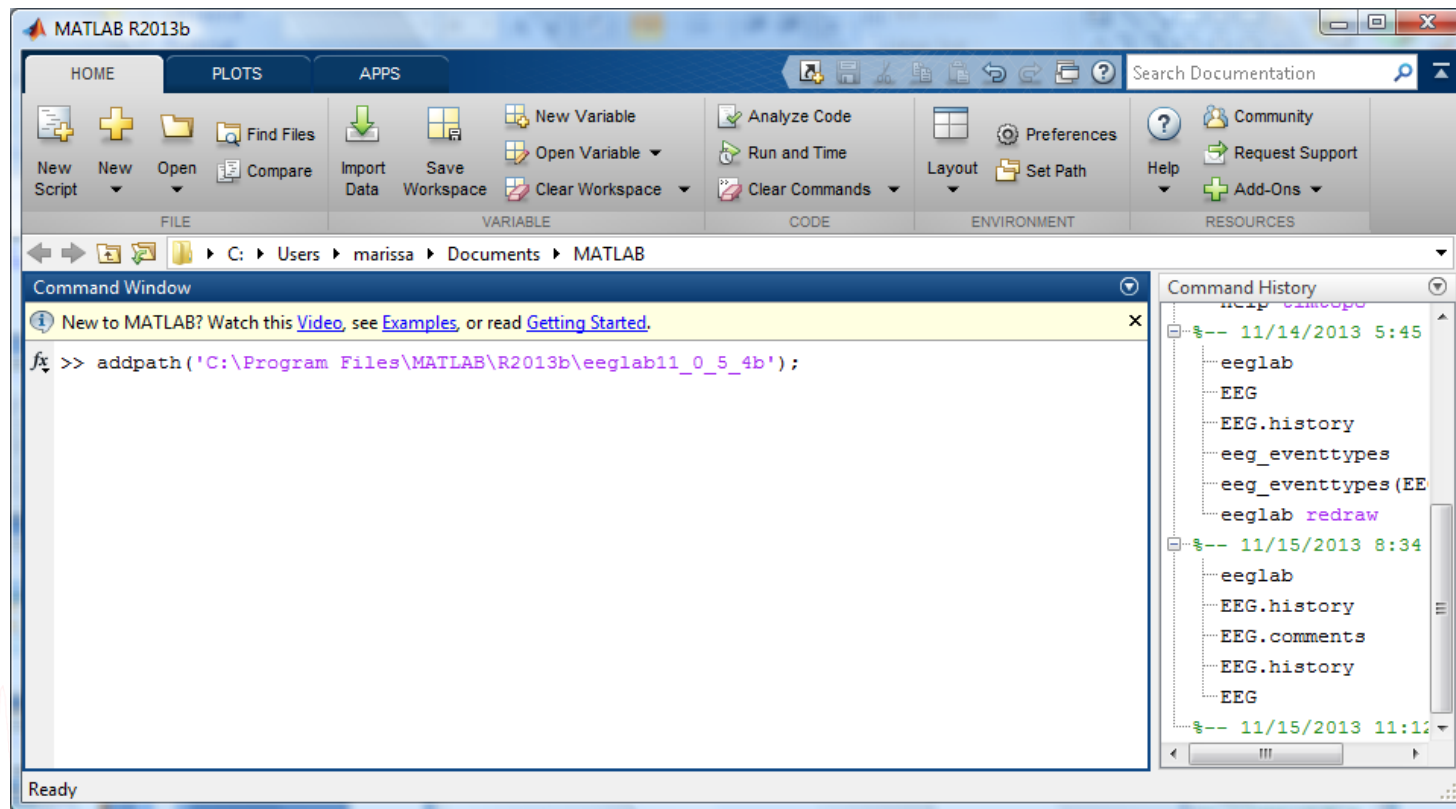 MATLAB R2013b
HOME PLOTS APPS Search Documentation
New Script New Open Find Files Compare
Import Data Save Workspace New Variable Open Variable Clear Workspace
Analyze Code Run and Time Clear Commands
Layout Preferences Set Path
Help Community Request Support Add-Ons
FILE VARIABLE CODE ENVIRONMENT RESOURCES
C: Users marissa Documents MATLAB
Command Window
New to MATLAB? Watch this Video, see Examples, or read Getting Started.
fx >> addpath('C:\Program Files\MATLAB\R2013b\eeglab11_0_5_4b');
Command History
%-- 11/14/2013 5:45
eeglab
EEG
EEG.history
eeg_eventtypes
eeg_eventtypes(EE
eeglab redraw
%-- 11/15/2013 8:34
eeglab
EEG.history
EEG.comments
EEG.history
EEG
%-- 11/15/2013 11:12
Ready